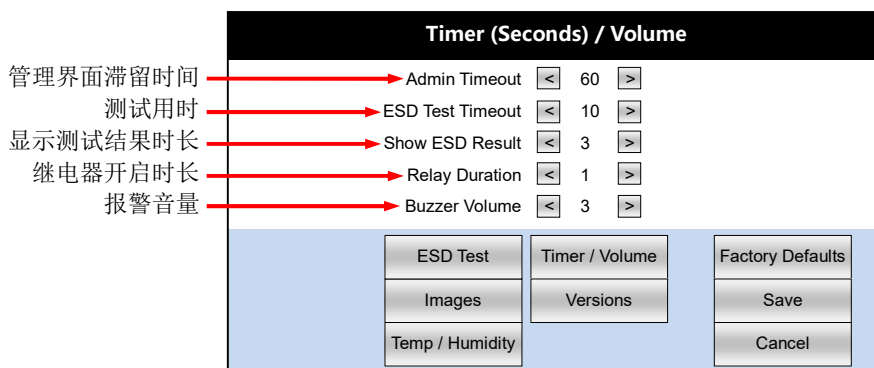 Timer (Seconds) / Volume
管理界面滞留时间 Admin Timeout < 60 >
测试用时 ESD Test Timeout < 10 >
显示测试结果时长 Show ESD Result < 3 >
继电器开启时长 Relay Duration < 1 >
报警音量 Buzzer Volume < 3 >
ESD Test Timer / Volume Factory Defaults
Images Versions Save
Temp / Humidity Cancel